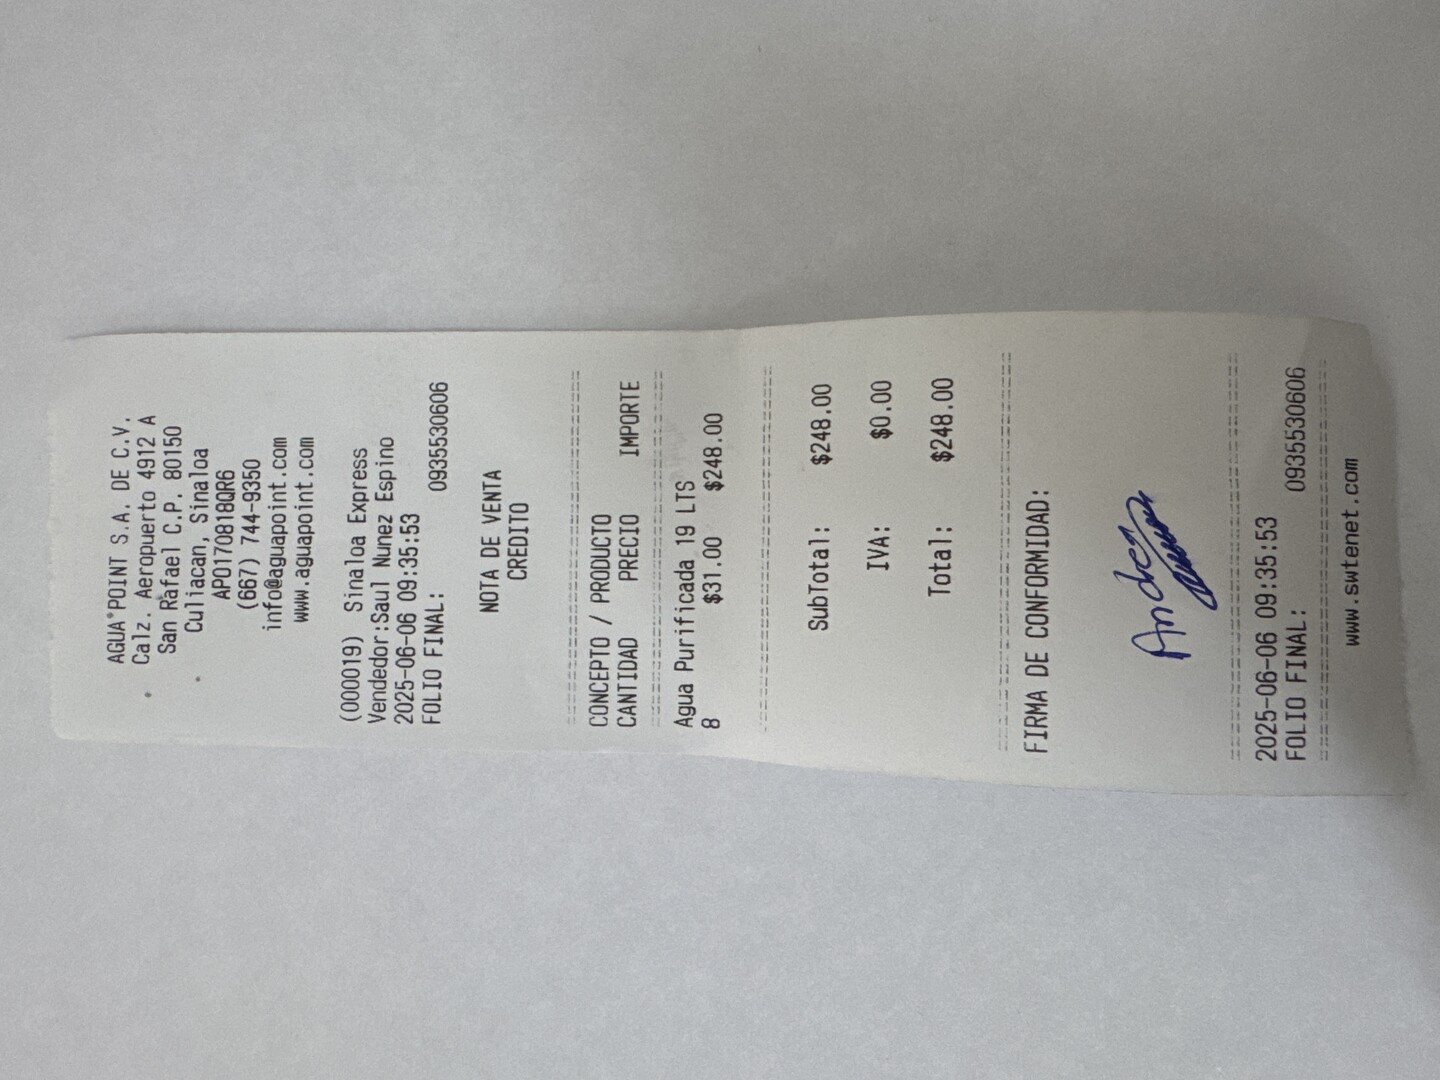 AGUA POINT S.A. DE C.V.
Calz. Aeropuerto 4912 A
San Rafael C.P. 80150
Culiacan, Sinaloa
APO170818QR6
(667) 744-9350
info@aguapoint.com
www.aguapoint.com
(000019) Sinaloa Express
Vendedor:Saul Nunez Espino
2025-06-06 09:35:53
FOLIO FINAL: 0935530606
NOTA DE VENTA
CREDITO
CONCEPTO / PRODUCTO
CANTIDAD PRECIO IMPORTE
Agua Purificada 19 LTS
8 $31.00 $248.00
SubTotal: $248.00
IVA: $0.00
Total: $248.00
FIRMA DE CONFORMIDAD:
2025-06-06 09:35:53
FOLIO FINAL: 0935530606
www.swtenet.com